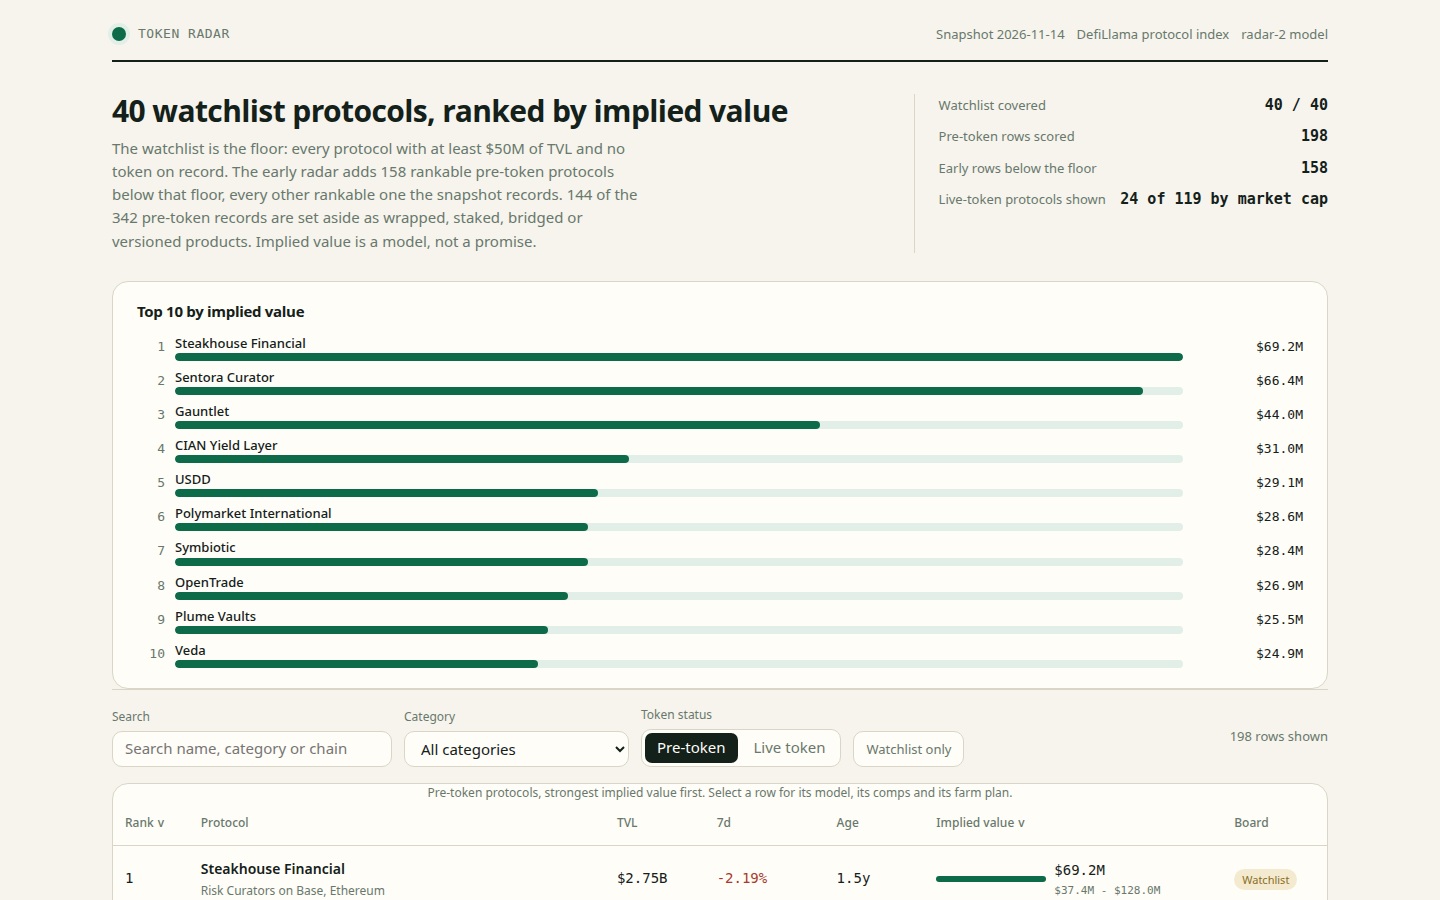 TOKEN RADAR
Snapshot 2026-11-14 DefiLlama protocol index radar-2 model
40 watchlist protocols, ranked by implied value
The watchlist is the floor: every protocol with at least $50M of TVL and no
token on record. The early radar adds 158 rankable pre-token protocols
below that floor, every other rankable one the snapshot records. 144 of the
342 pre-token records are set aside as wrapped, staked, bridged or
versioned products. Implied value is a model, not a promise.
Watchlist covered 40 / 40
Pre-token rows scored 198
Early rows below the floor 158
Live-token protocols shown 24 of 119 by market cap
Top 10 by implied value
1 Steakhouse Financial $69.2M
2 Sentora Curator $66.4M
3 Gauntlet $44.0M
4 CIAN Yield Layer $31.0M
5 USDD $29.1M
6 Polymarket International $28.6M
7 Symbiotic $28.4M
8 OpenTrade $26.9M
9 Plume Vaults $25.5M
10 Veda $24.9M
Search Category Token status
Search name, category or chain All categories Pre-token Live token Watchlist only 198 rows shown
Pre-token protocols, strongest implied value first. Select a row for its model, its comps and its farm plan.
Rank v Protocol TVL 7d Age Implied value v Board
1 Steakhouse Financial $2.75B -2.19% 1.5y $69.2M Watchlist
Risk Curators on Base, Ethereum $37.4M - $128.0M